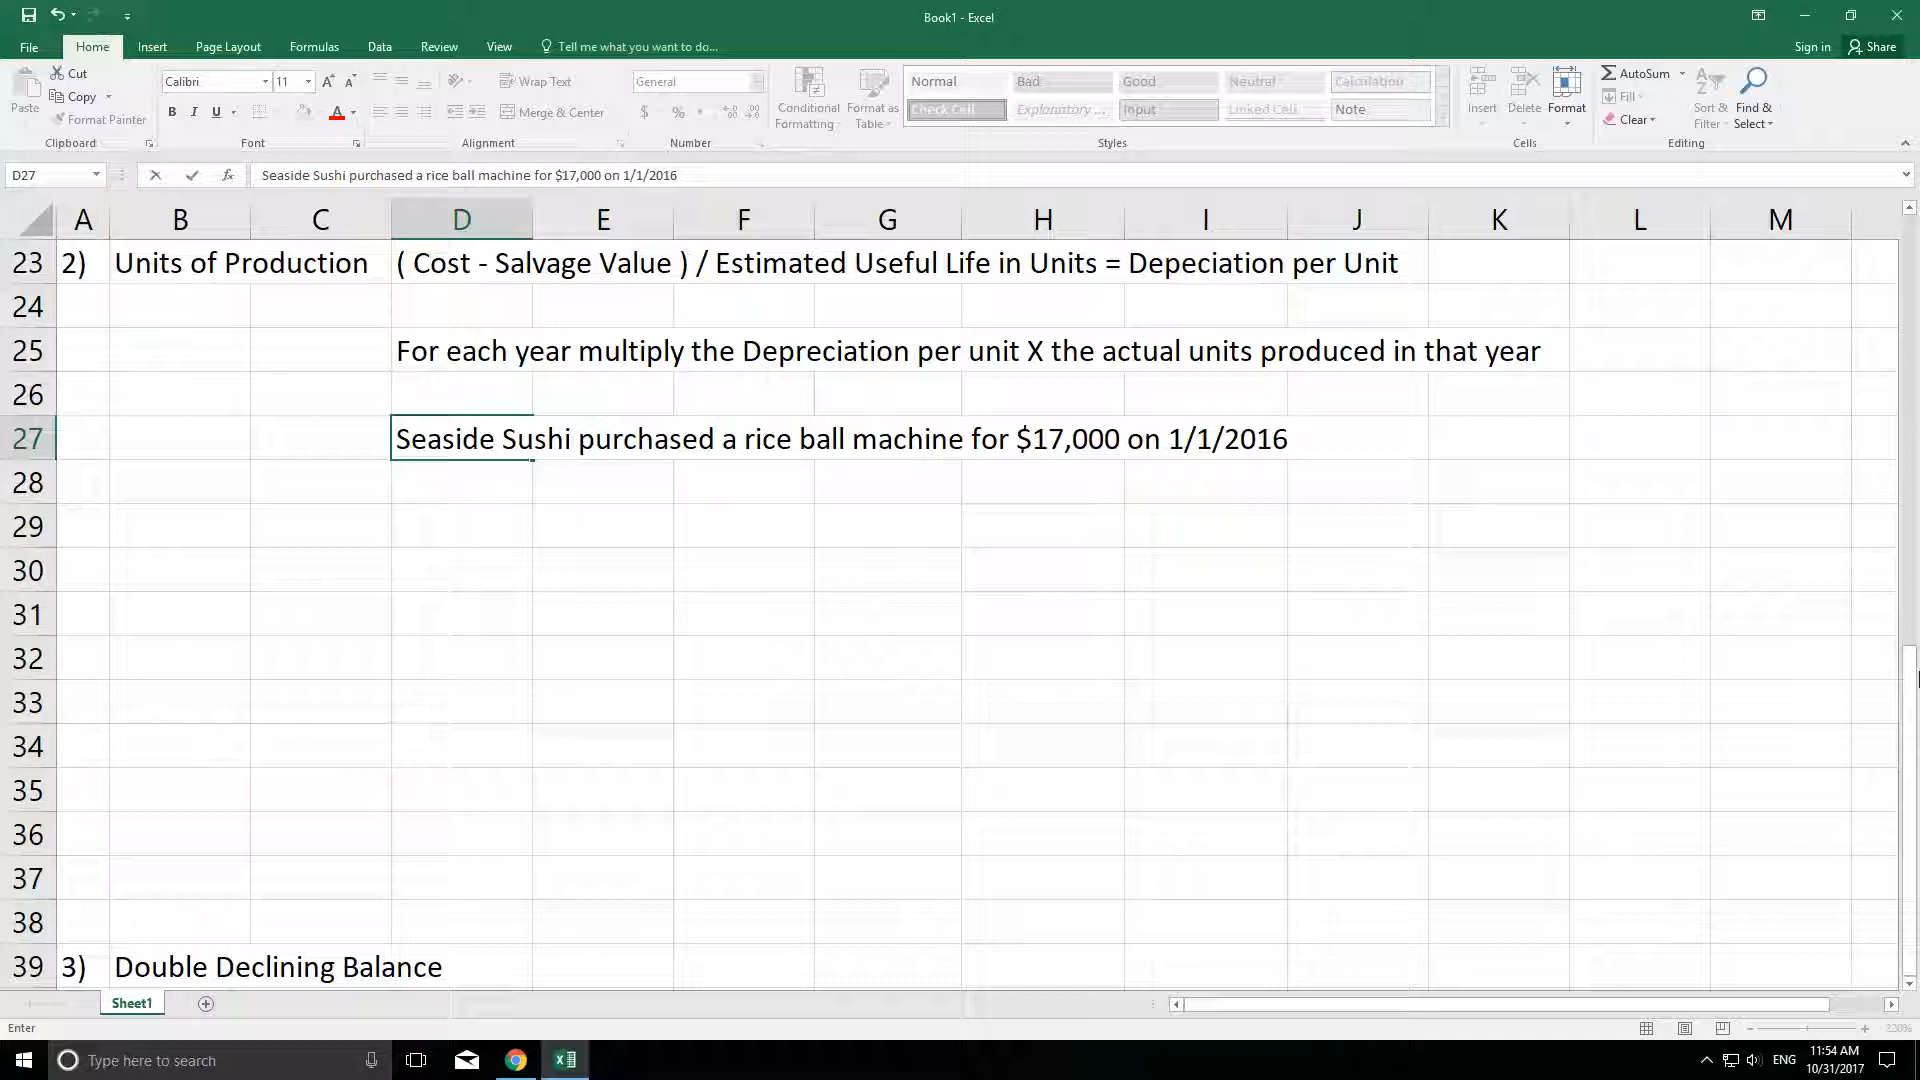 Book1 - Excel
File Home Insert Page Layout Formulas Data Review View Tell me what you want to do... Sign in Share
Paste Cut Copy Format Painter Clipboard
Calibri 11 B I U A Font
Wrap Text Merge & Center Alignment
General $ % Number
Conditional Formatting Format as Table
Normal Bad Good Neutral Calculation
Check Cell Explanatory ... Input Linked Cell Note
Styles
Insert Delete Format Cells
AutoSum Fill Clear Sort & Filter Find & Select Editing
D27 fx Seaside Sushi purchased a rice ball machine for $17,000 on 1/1/2016
A B C D E F G H I J K L M
23 2) Units of Production ( Cost - Salvage Value ) / Estimated Useful Life in Units = Depeciation per Unit
24
25 For each year multiply the Depreciation per unit X the actual units produced in that year
26
27 Seaside Sushi purchased a rice ball machine for $17,000 on 1/1/2016
28
29
30
31
32
33
34
35
36
37
38
39 3) Double Declining Balance
Sheet1
Enter
Type here to search ENG 11:54 AM
10/31/2017